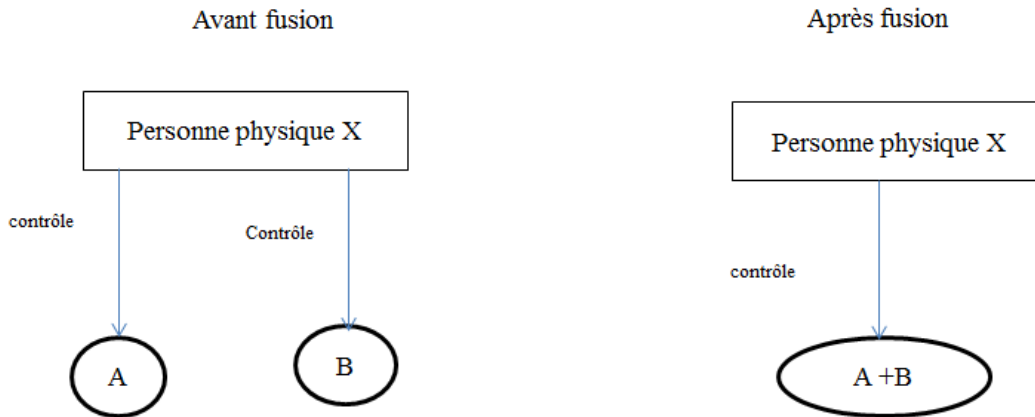 Avant fusion
Après fusion
Personne physique X
Personne physique X
contrôle
Contrôle
contrôle
A
B
A +B